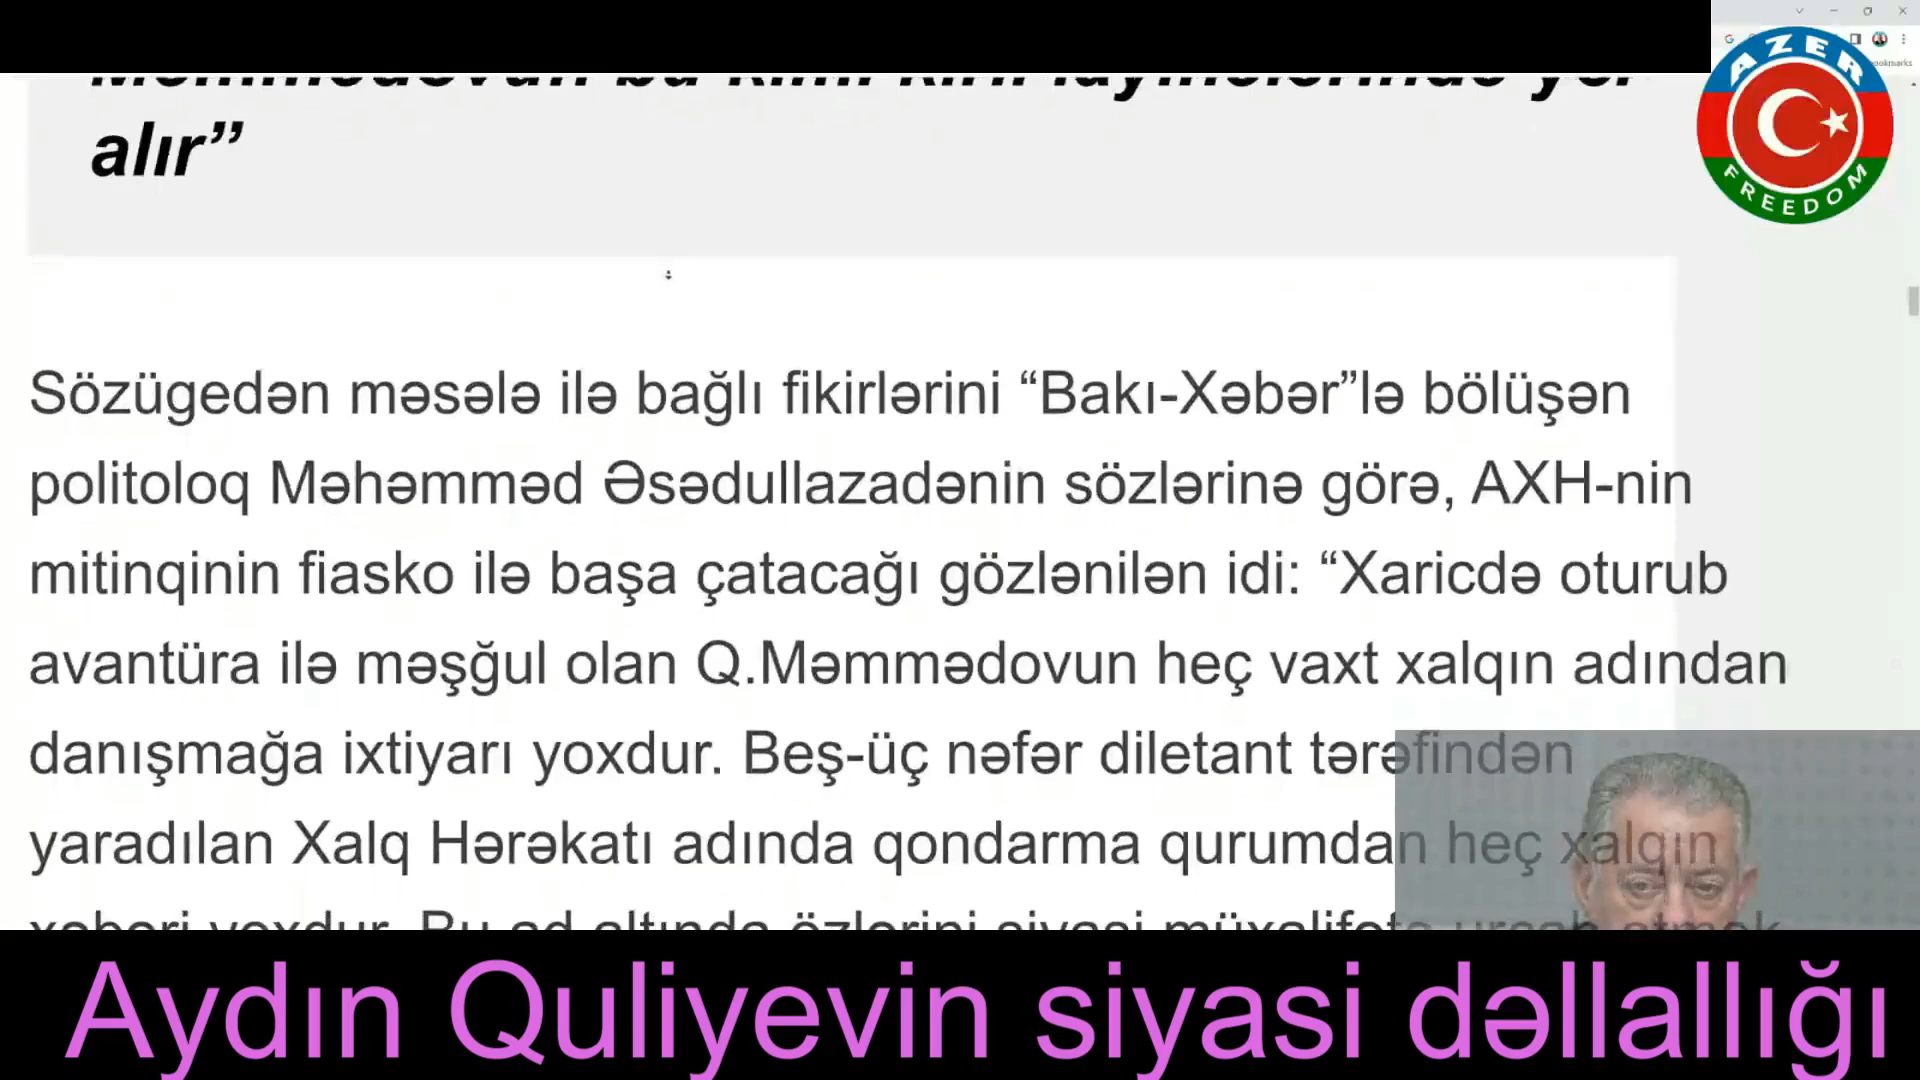 alır”
AZER
FREEDOM
Sözügedən məsələ ilə bağlı fikirlərini “Bakı-Xəbər”lə bölüşən
politoloq Məhəmməd Əsədullazadənin sözlərinə görə, AXH-nin
mitinqinin fiasko ilə başa çatacağı gözlənilən idi: “Xaricdə oturub
avantüra ilə məşğul olan Q.Məmmədovun heç vaxt xalqın adından
danışmağa ixtiyarı yoxdur. Beş-üç nəfər diletant tərəfindən
yaradılan Xalq Hərəkatı adında qondarma qurumdan heç xalqın
Aydın Quliyevin siyasi dəllallığı